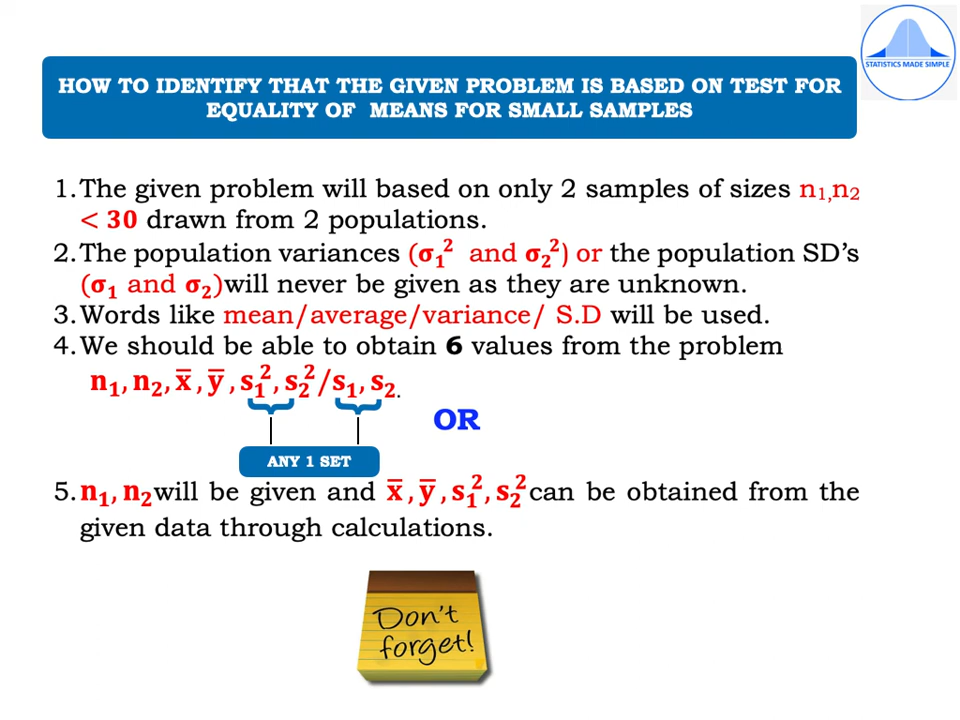 STATISTICS MADE SIMPLE
HOW TO IDENTIFY THAT THE GIVEN PROBLEM IS BASED ON TEST FOR
EQUALITY OF MEANS FOR SMALL SAMPLES
1. The given problem will based on only 2 samples of sizes n₁,n₂
< 30 drawn from 2 populations.
2. The population variances (σ₁² and σ₂²) or the population SD's
(σ₁ and σ₂)will never be given as they are unknown.
3. Words like mean/average/variance/ S.D will be used.
4. We should be able to obtain 6 values from the problem
n₁, n₂, x̄ , ȳ , s₁², s₂²/s₁, s₂.
OR
ANY 1 SET
5. n₁, n₂will be given and x̄ , ȳ , s₁², s₂²can be obtained from the
given data through calculations.
Don't
forget!